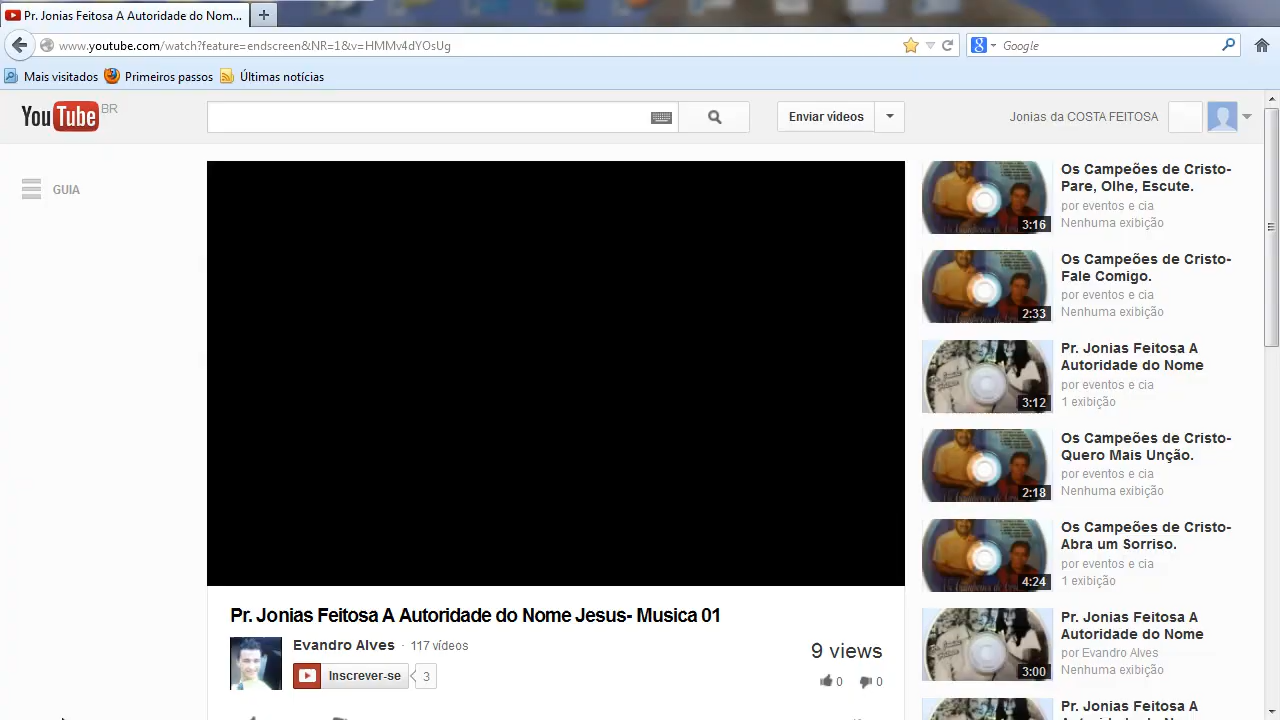 Pr. Jonias Feitosa A Autoridade do Nom...
www.youtube.com/watch?feature=endscreen&NR=1&v=HMMv4dYOsUg
Google
Mais visitados
Primeiros passos
Últimas notícias
YouTube BR
Enviar vídeos
Jonias da COSTA FEITOSA
GUIA
Os Campeões de Cristo-
Pare, Olhe, Escute.
por eventos e cia
Nenhuma exibição
3:16
Os Campeões de Cristo-
Fale Comigo.
por eventos e cia
Nenhuma exibição
2:33
Pr. Jonias Feitosa A
Autoridade do Nome
por eventos e cia
1 exibição
3:12
Os Campeões de Cristo-
Quero Mais Unção.
por eventos e cia
Nenhuma exibição
2:18
Os Campeões de Cristo-
Abra um Sorriso.
por eventos e cia
1 exibição
4:24
Pr. Jonias Feitosa A
Autoridade do Nome
por Evandro Alves
Nenhuma exibição
3:00
Pr. Jonias Feitosa A
Pr. Jonias Feitosa A Autoridade do Nome Jesus- Musica 01
Evandro Alves · 117 vídeos
Inscrever-se 3
9 views
0 0